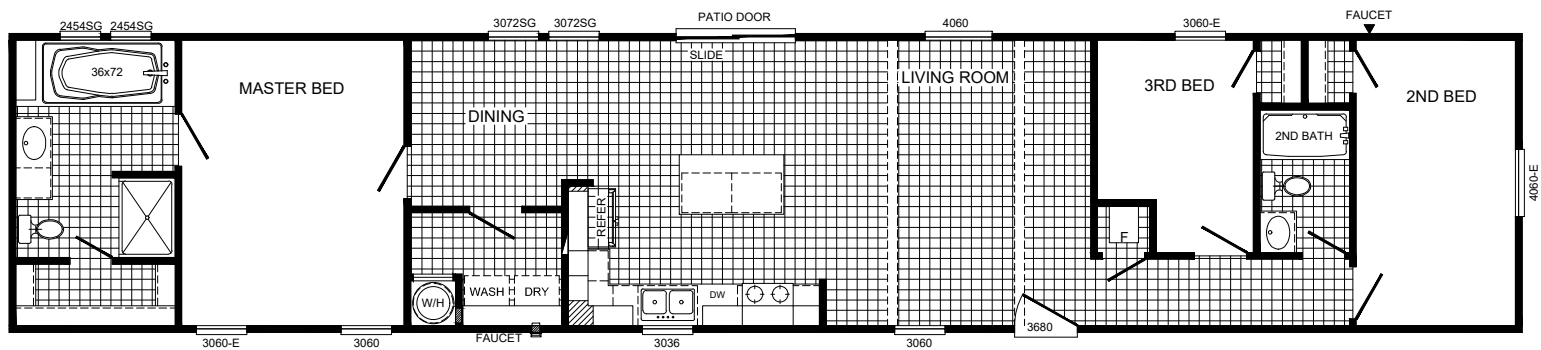 2454SG 2454SG
3072SG 3072SG
PATIO DOOR
4060
3060-E
FAUCET
SLIDE
36x72
MASTER BED
LIVING ROOM
3RD BED
2ND BED
DINING
2ND BATH
4060-E
REFER
F
W/H
WASH
DRY
DW
3680
3060-E
3060
FAUCET
3036
3060